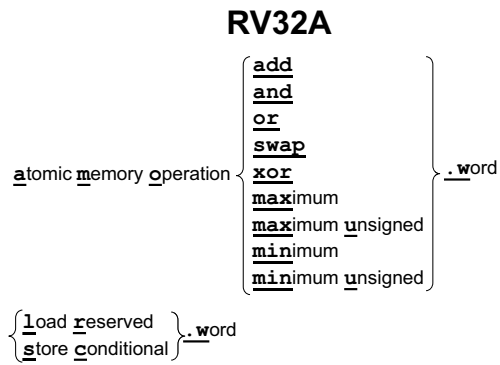 RV32A
add
and
or
swap
atomic memory operation xor .word
maximum
maximum unsigned
minimum
minimum unsigned
load reserved
store conditional .word